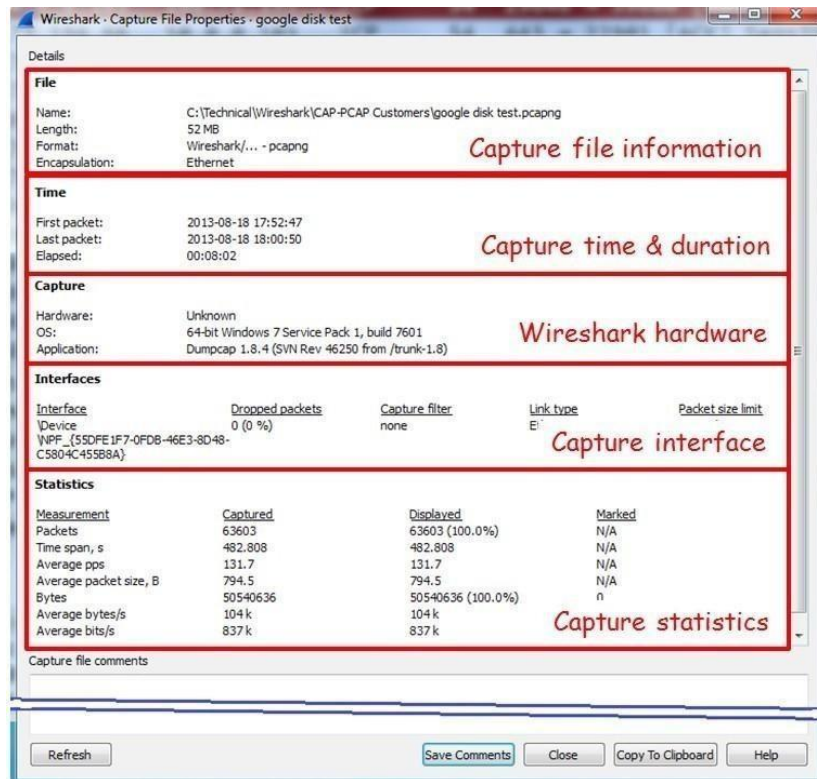 Wireshark · Capture File Properties · google disk test
Details
File
Name: C:\Technical\Wireshark\CAP-PCAP Customers\google disk test.pcapng
Length: 52 MB
Format: Wireshark/... - pcapng
Encapsulation: Ethernet
Capture file information
Time
First packet: 2013-08-18 17:52:47
Last packet: 2013-08-18 18:00:50
Elapsed: 00:08:02
Capture time & duration
Capture
Hardware: Unknown
OS: 64-bit Windows 7 Service Pack 1, build 7601
Application: Dumpcap 1.8.4 (SVN Rev 46250 from /trunk-1.8)
Wireshark hardware
Interfaces
Interface Dropped packets Capture filter Link type Packet size limit
\Device 0 (0 %) none
\NPF_{55DFE1F7-0FDB-46E3-8D48-
C5804C455B8A}
Capture interface
Statistics
Measurement Captured Displayed Marked
Packets 63603 63603 (100.0%) N/A
Time span, s 482.808 482.808 N/A
Average pps 131.7 131.7 N/A
Average packet size, B 794.5 794.5 N/A
Bytes 50540636 50540636 (100.0%) 0
Average bytes/s 104 k 104 k
Average bits/s 837 k 837 k
Capture statistics
Capture file comments
Refresh Save Comments Close Copy To Clipboard Help